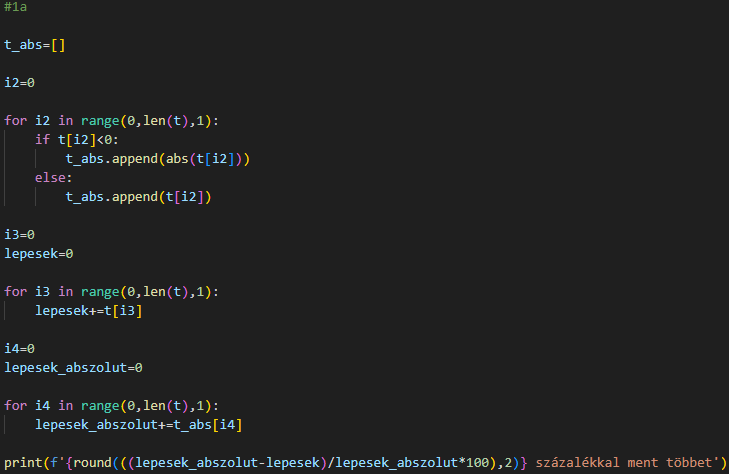 #1a
t_abs=[]
i2=0
for i2 in range(0,len(t),1):
    if t[i2]<0:
        t_abs.append(abs(t[i2]))
    else:
        t_abs.append(t[i2])
i3=0
lepesek=0
for i3 in range(0,len(t),1):
    lepesek+=t[i3]
i4=0
lepesek_abszolut=0
for i4 in range(0,len(t),1):
    lepesek_abszolut+=t_abs[i4]
print(f'{round(((lepesek_abszolut-lepesek)/lepesek_abszolut*100),2)} százalékkal ment többet')